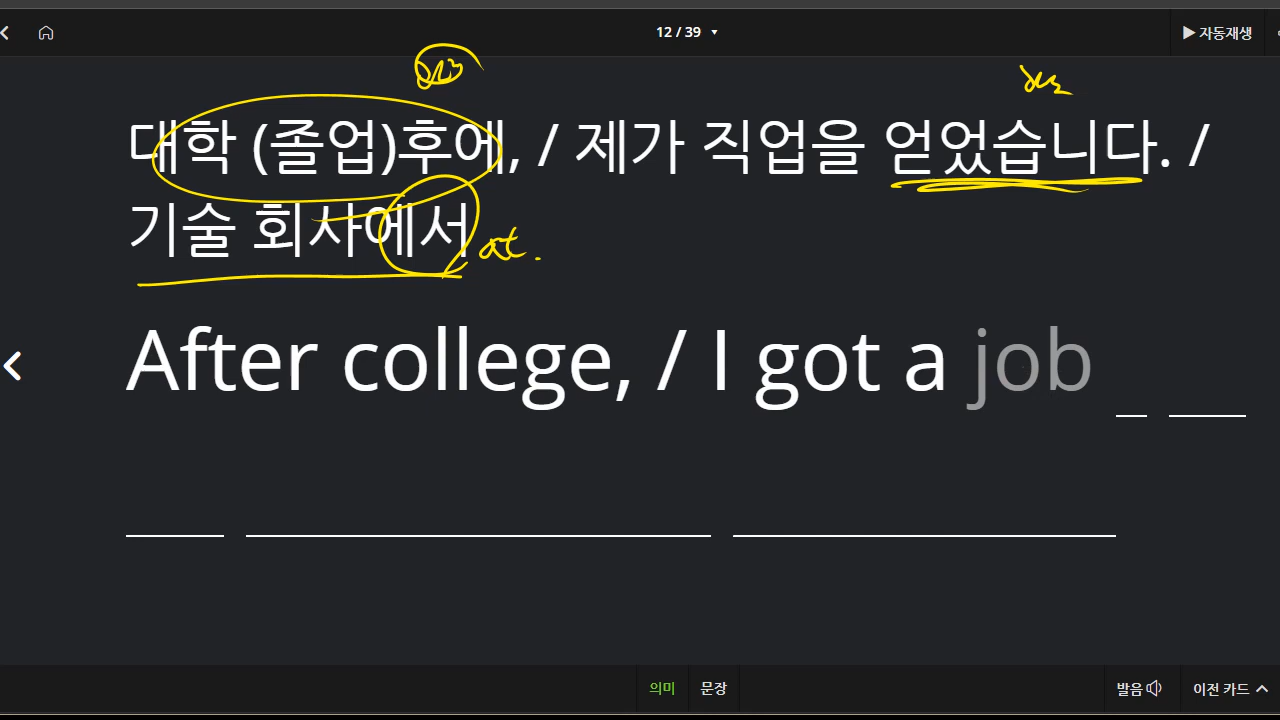 12 / 39
▶ 자동재생
대학 (졸업)후에, / 제가 직업을 얻었습니다. /
기술 회사에서
at.
After college, / I got a job
의미 문장
발음 이전 카드